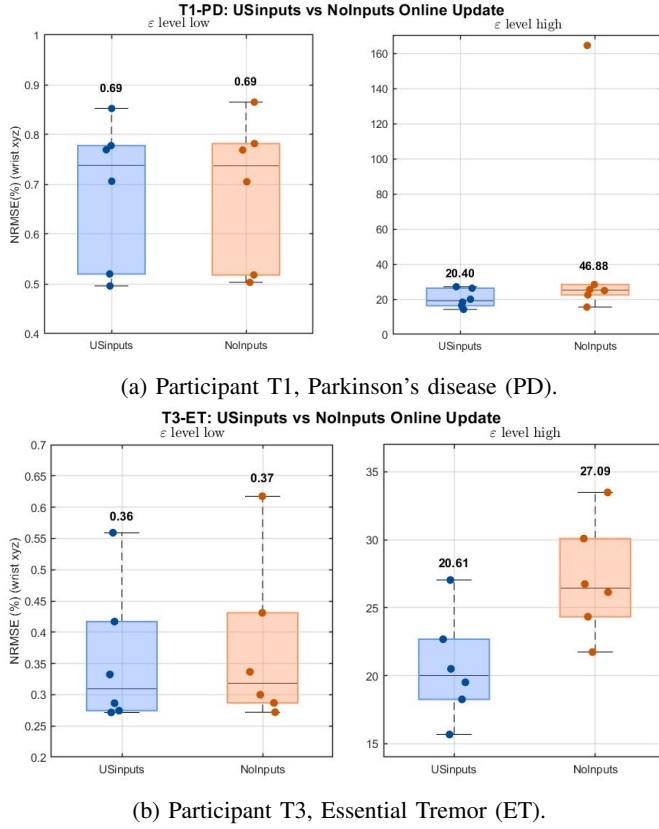 T1-PD: USinputs vs NoInputs Online Update
ε level low
ε level high
1
0.9
0.8
0.7
0.6
0.5
0.4
NRMSE(%) (wrist xyz)
0.69
0.69
USinputs
NoInputs
160
140
120
100
80
60
40
20
0
20.40
46.88
USinputs
NoInputs
(a) Participant T1, Parkinson's disease (PD).
T3-ET: USinputs vs NoInputs Online Update
ε level low
ε level high
0.7
0.65
0.6
0.55
0.5
0.45
0.4
0.35
0.3
0.25
0.2
NRMSE (%) (wrist xyz)
0.36
0.37
USinputs
NoInputs
35
30
25
20
15
20.61
27.09
USinputs
NoInputs
(b) Participant T3, Essential Tremor (ET).